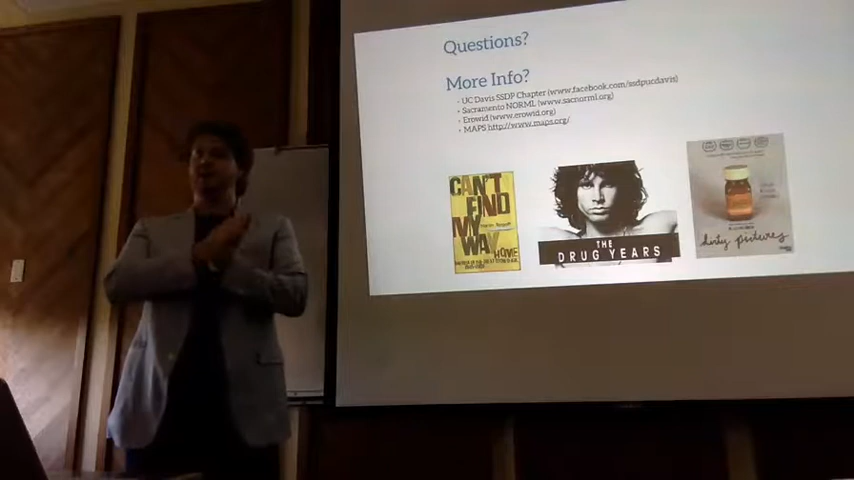 Questions?
More Info?
UC Davis SSDP Chapter (www.facebook.com/ssdpucdavis)
Sacramento NORML (www.sacnorml.org)
Erowid (www.erowid.org)
MAPS http://www.maps.org/
CAN'T
FIND
MY
WAY
HOME
THE
DRUG YEARS
dirty pictures